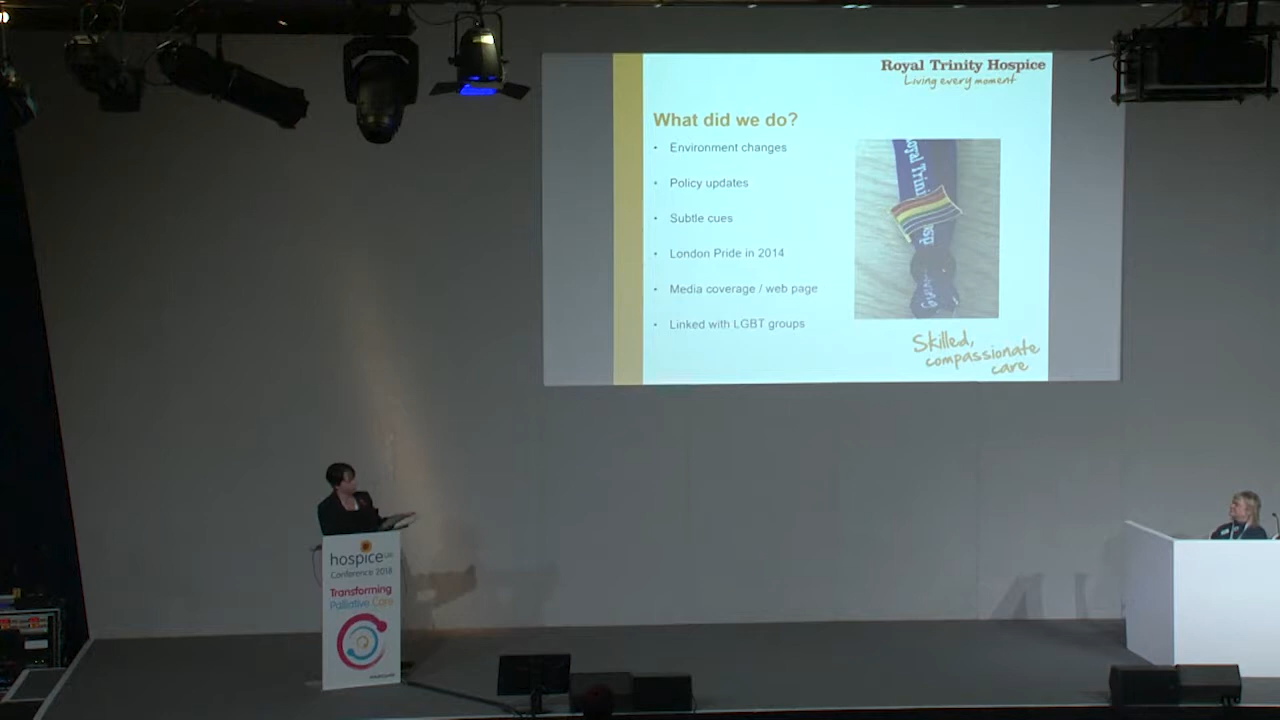 Royal Trinity Hospice
Living every moment
What did we do?
• Environment changes
• Policy updates
• Subtle cues
• London Pride in 2014
• Media coverage / web page
• Linked with LGBT groups
Skilled,
compassionate
care
hospice UK
Conference 2018
Transforming
Palliative Care